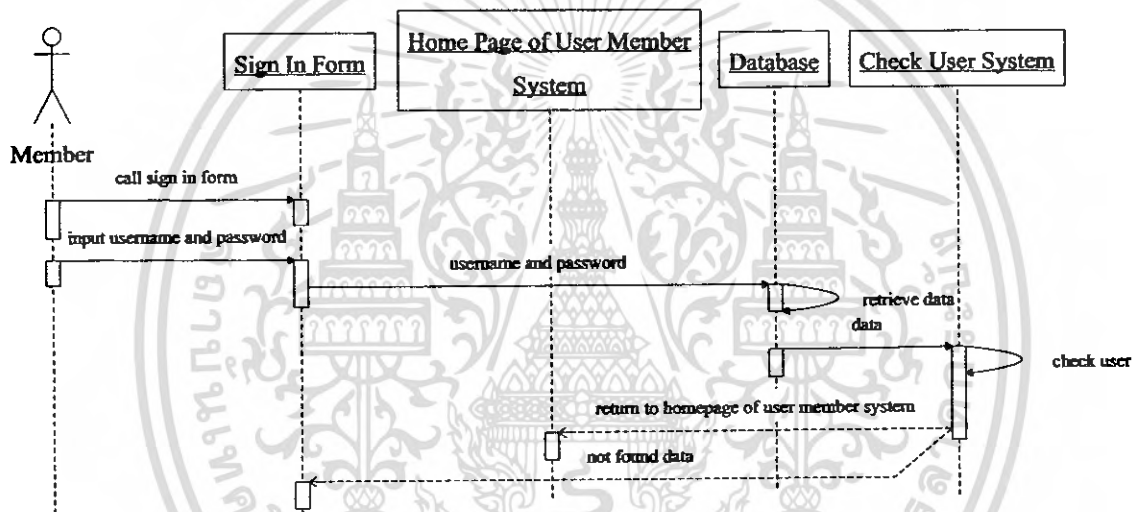 Sign In Form
Home Page of User Member
System
Database
Check User System
Member
call sign in form
input username and password
username and password
retrieve data
data
check user
return to homepage of user member system
not found data